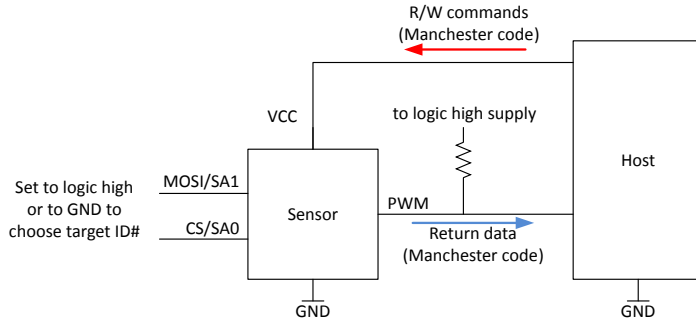 R/W commands
(Manchester code)
VCC
to logic high supply
Host
Set to logic high
or to GND to
choose target ID#
MOSI/SA1
CS/SA0
Sensor
PWM
Return data
(Manchester code)
GND
GND